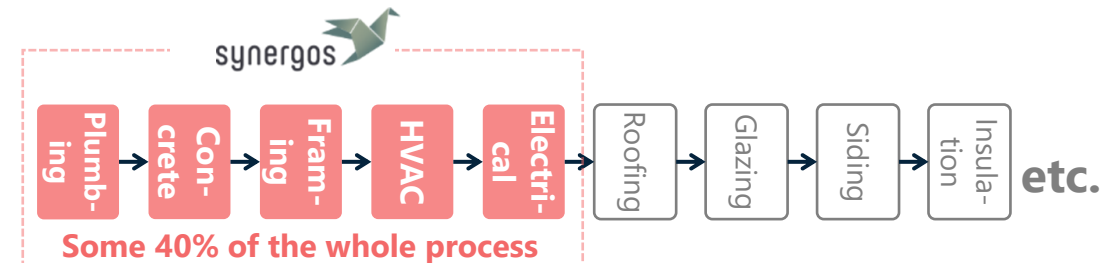 synergos
Plumb-
ing
Con-
crete
Fram-
ing
HVAC
Electri-
cal
Roofing
Glazing
Siding
Insula-
tion
etc.
Some 40% of the whole process